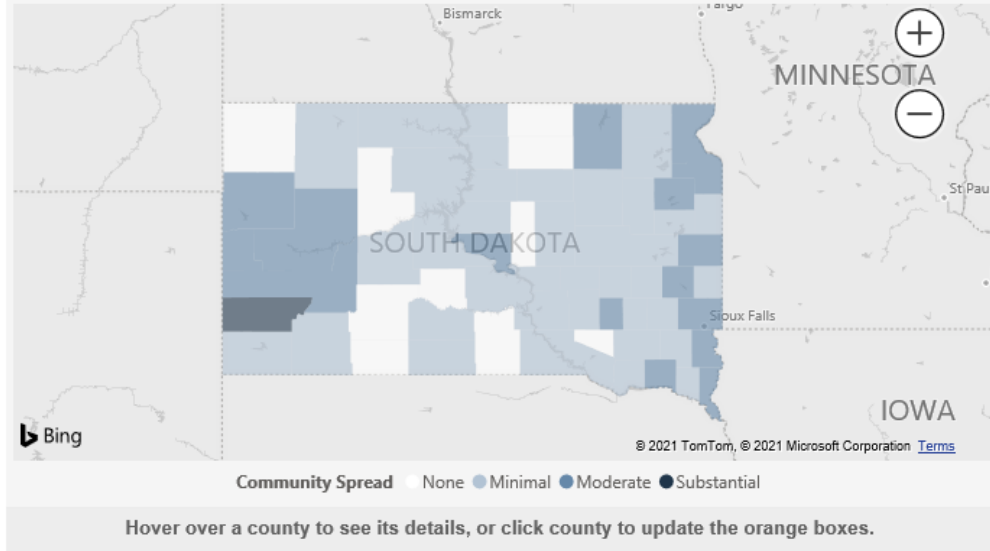 Bismarck
Fargo
MINNESOTA
St Pau
SOUTH DAKOTA
Sioux Falls
IOWA
Bing
© 2021 TomTom, © 2021 Microsoft Corporation Terms
Community Spread None Minimal Moderate Substantial
Hover over a county to see its details, or click county to update the orange boxes.